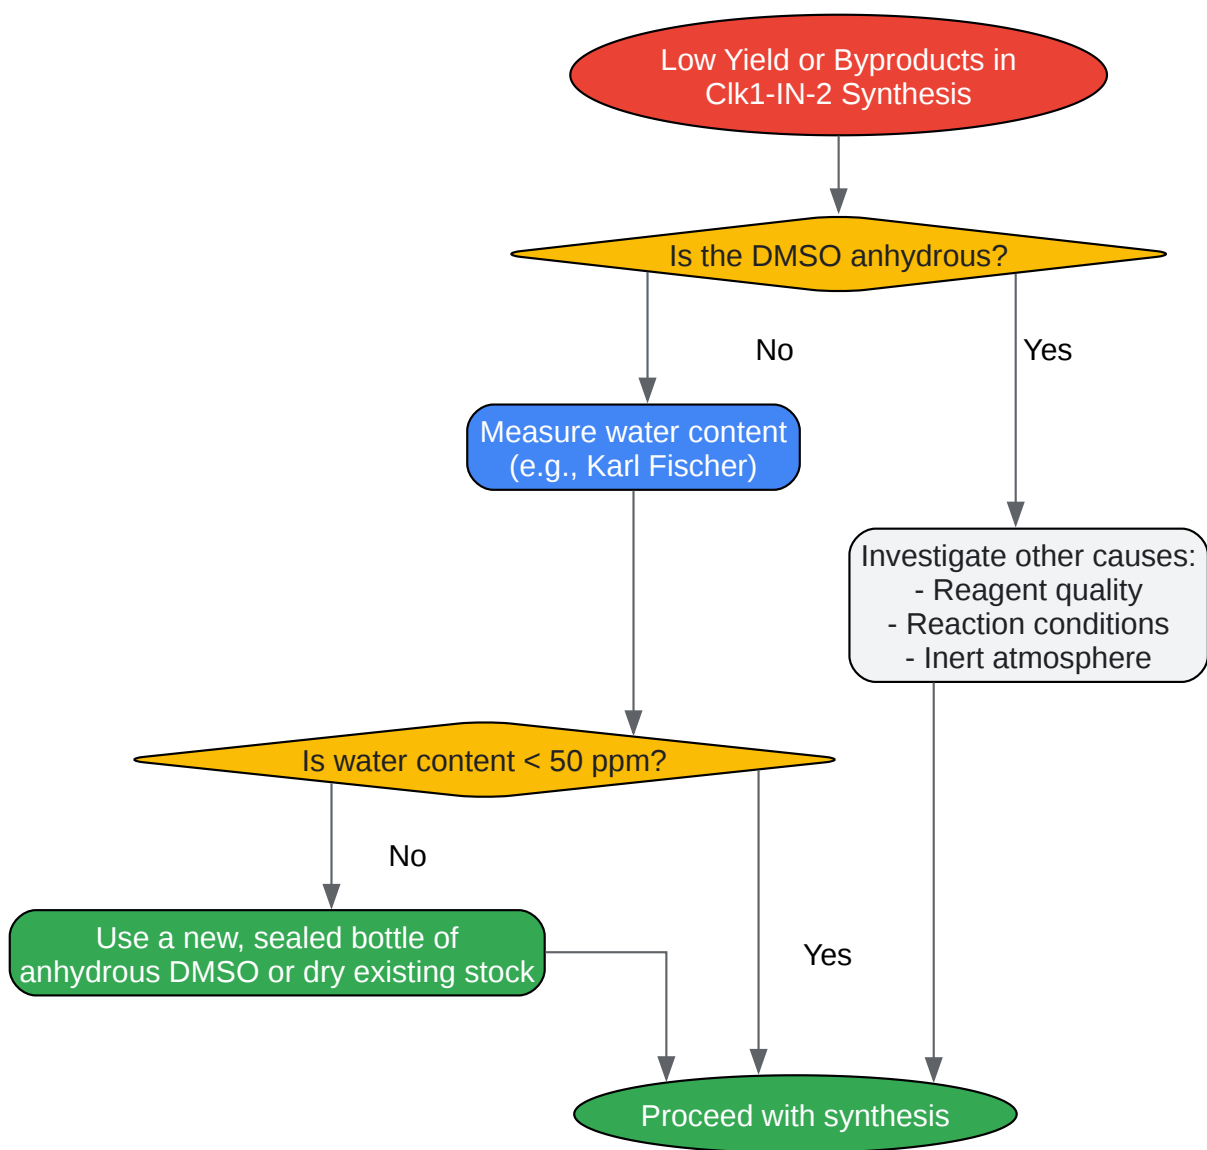 Low Yield or Byproducts in
Clk1-IN-2 Synthesis
Is the DMSO anhydrous?
No
Yes
Measure water content
(e.g., Karl Fischer)
Investigate other causes:
- Reagent quality
- Reaction conditions
- Inert atmosphere
Is water content < 50 ppm?
No
Use a new, sealed bottle of
anhydrous DMSO or dry existing stock
Yes
Proceed with synthesis